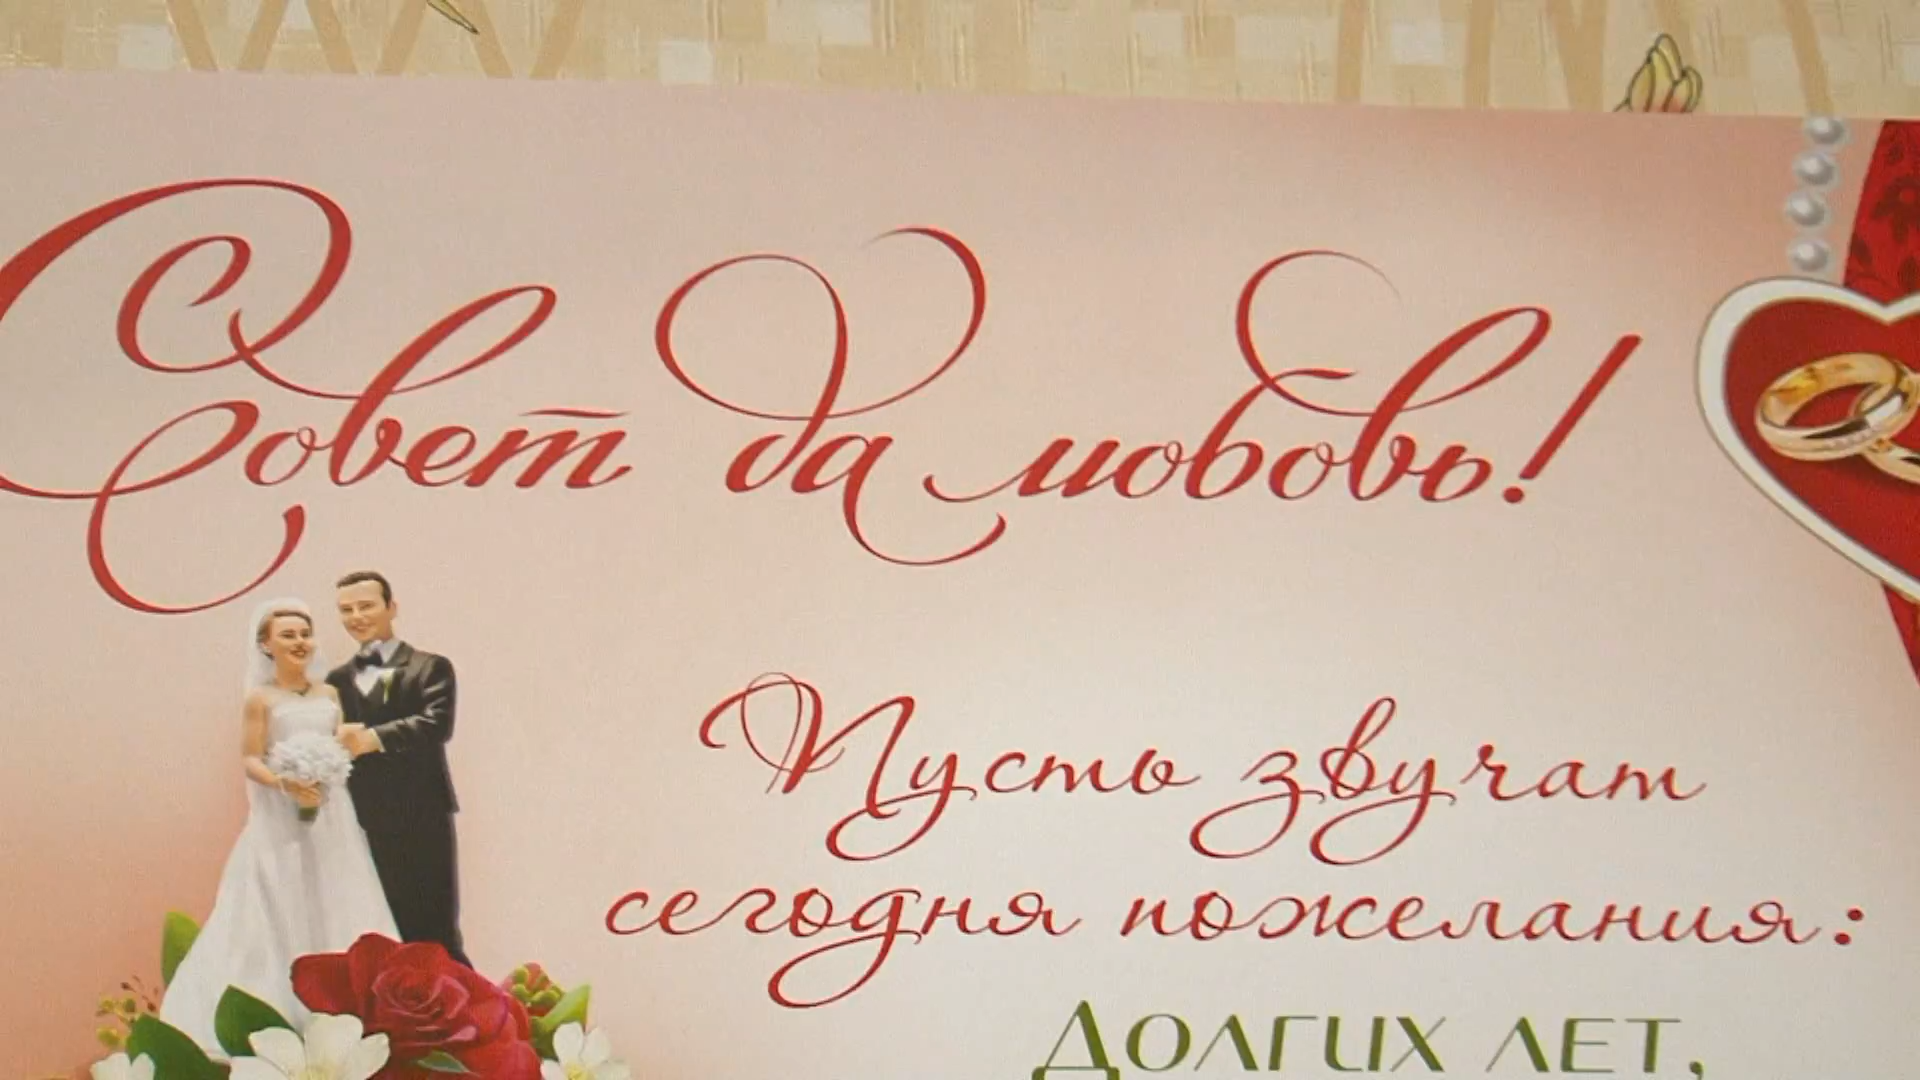 Совет да любовь!
Пусть звучат
сегодня пожелания:
Долгих лет,